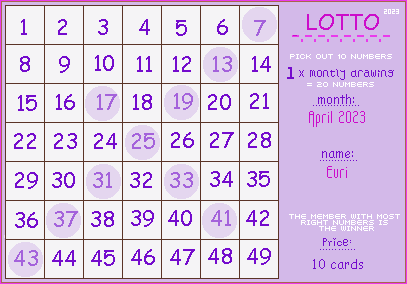 1 2 3 4 5 6 7
8 9 10 11 12 13 14
15 16 17 18 19 20 21
22 23 24 25 26 27 28
29 30 31 32 33 34 35
36 37 38 39 40 41 42
43 44 45 46 47 48 49
2023
LOTTO
PICK OUT 10 NUMBERS
1 x montly drawing
= 20 NUMBERS
month:
April 2023
name:
Euri
THE MEMBER WITH MOST
RIGHT NUMBERS IS
THE WINNER
Price:
10 cards